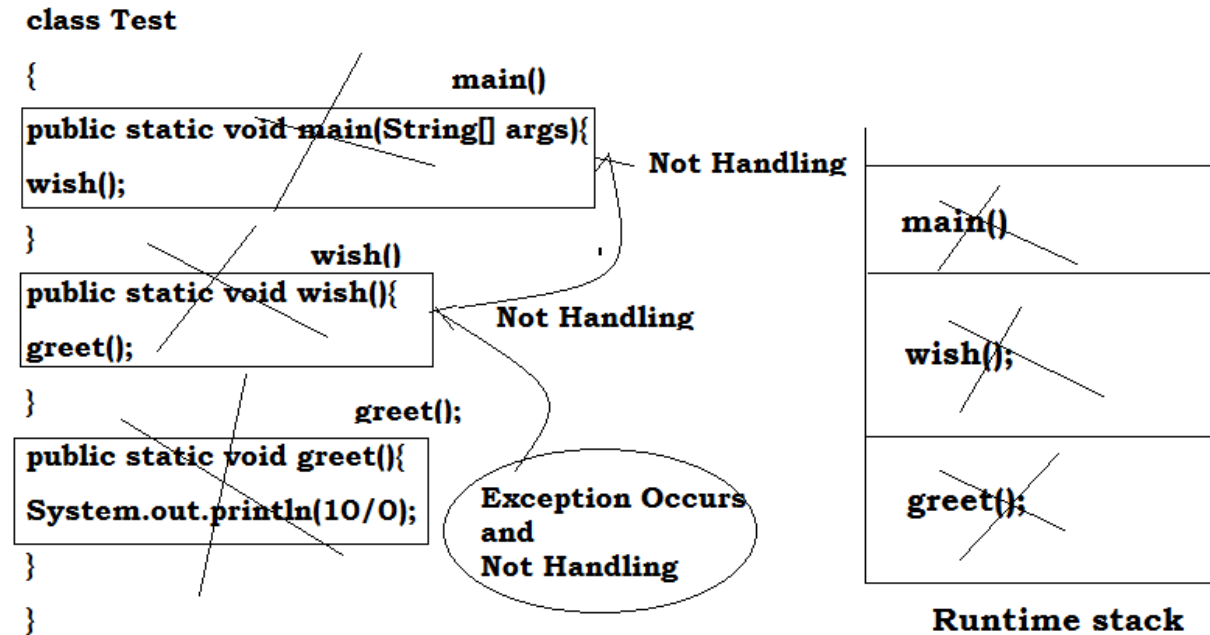 class Test
{
main()
public static void main(String[] args){
Not Handling
wish();
}
wish()
public static void wish(){
Not Handling
greet();
}
greet();
public static void greet(){
System.out.println(10/0);
}
}
Exception Occurs
and
Not Handling
main()
wish();
greet();
Runtime stack